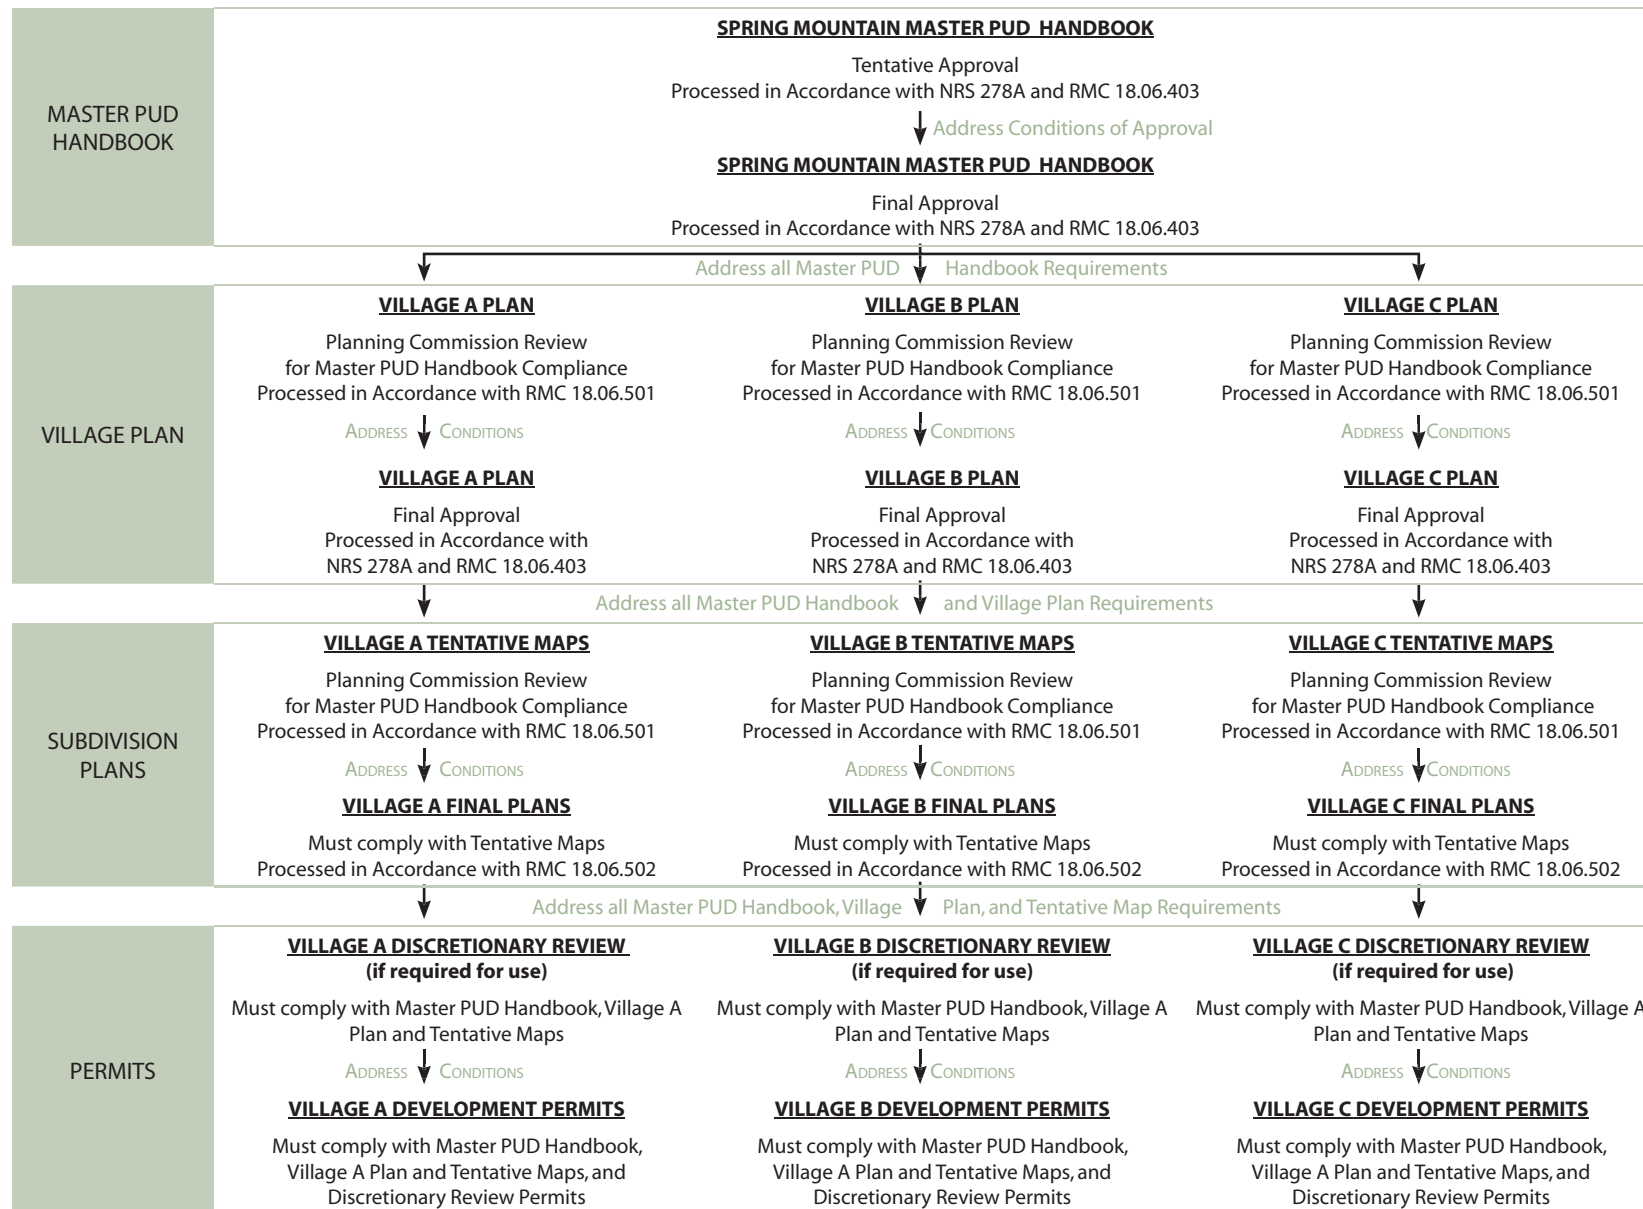 MASTER PUD
HANDBOOK
SPRING MOUNTAIN MASTER PUD HANDBOOK
Tentative Approval
Processed in Accordance with NRS 278A and RMC 18.06.403
Address Conditions of Approval
SPRING MOUNTAIN MASTER PUD HANDBOOK
Final Approval
Processed in Accordance with NRS 278A and RMC 18.06.403
Address all Master PUD Handbook Requirements
VILLAGE PLAN
VILLAGE A PLAN
Planning Commission Review
for Master PUD Handbook Compliance
Processed in Accordance with RMC 18.06.501
ADDRESS CONDITIONS
VILLAGE A PLAN
Final Approval
Processed in Accordance with
NRS 278A and RMC 18.06.403
VILLAGE B PLAN
Planning Commission Review
for Master PUD Handbook Compliance
Processed in Accordance with RMC 18.06.501
ADDRESS CONDITIONS
VILLAGE B PLAN
Final Approval
Processed in Accordance with
NRS 278A and RMC 18.06.403
VILLAGE C PLAN
Planning Commission Review
for Master PUD Handbook Compliance
Processed in Accordance with RMC 18.06.501
ADDRESS CONDITIONS
VILLAGE C PLAN
Final Approval
Processed in Accordance with
NRS 278A and RMC 18.06.403
Address all Master PUD Handbook and Village Plan Requirements
SUBDIVISION
PLANS
VILLAGE A TENTATIVE MAPS
Planning Commission Review
for Master PUD Handbook Compliance
Processed in Accordance with RMC 18.06.501
ADDRESS CONDITIONS
VILLAGE A FINAL PLANS
Must comply with Tentative Maps
Processed in Accordance with RMC 18.06.502
VILLAGE B TENTATIVE MAPS
Planning Commission Review
for Master PUD Handbook Compliance
Processed in Accordance with RMC 18.06.501
ADDRESS CONDITIONS
VILLAGE B FINAL PLANS
Must comply with Tentative Maps
Processed in Accordance with RMC 18.06.502
VILLAGE C TENTATIVE MAPS
Planning Commission Review
for Master PUD Handbook Compliance
Processed in Accordance with RMC 18.06.501
ADDRESS CONDITIONS
VILLAGE C FINAL PLANS
Must comply with Tentative Maps
Processed in Accordance with RMC 18.06.502
Address all Master PUD Handbook, Village Plan, and Tentative Map Requirements
PERMITS
VILLAGE A DISCRETIONARY REVIEW
(if required for use)
Must comply with Master PUD Handbook, Village A
Plan and Tentative Maps
ADDRESS CONDITIONS
VILLAGE A DEVELOPMENT PERMITS
Must comply with Master PUD Handbook,
Village A Plan and Tentative Maps, and
Discretionary Review Permits
VILLAGE B DISCRETIONARY REVIEW
(if required for use)
Must comply with Master PUD Handbook, Village A
Plan and Tentative Maps
ADDRESS CONDITIONS
VILLAGE B DEVELOPMENT PERMITS
Must comply with Master PUD Handbook,
Village A Plan and Tentative Maps, and
Discretionary Review Permits
VILLAGE C DISCRETIONARY REVIEW
(if required for use)
Must comply with Master PUD Handbook, Village A
Plan and Tentative Maps
ADDRESS CONDITIONS
VILLAGE C DEVELOPMENT PERMITS
Must comply with Master PUD Handbook,
Village A Plan and Tentative Maps, and
Discretionary Review Permits